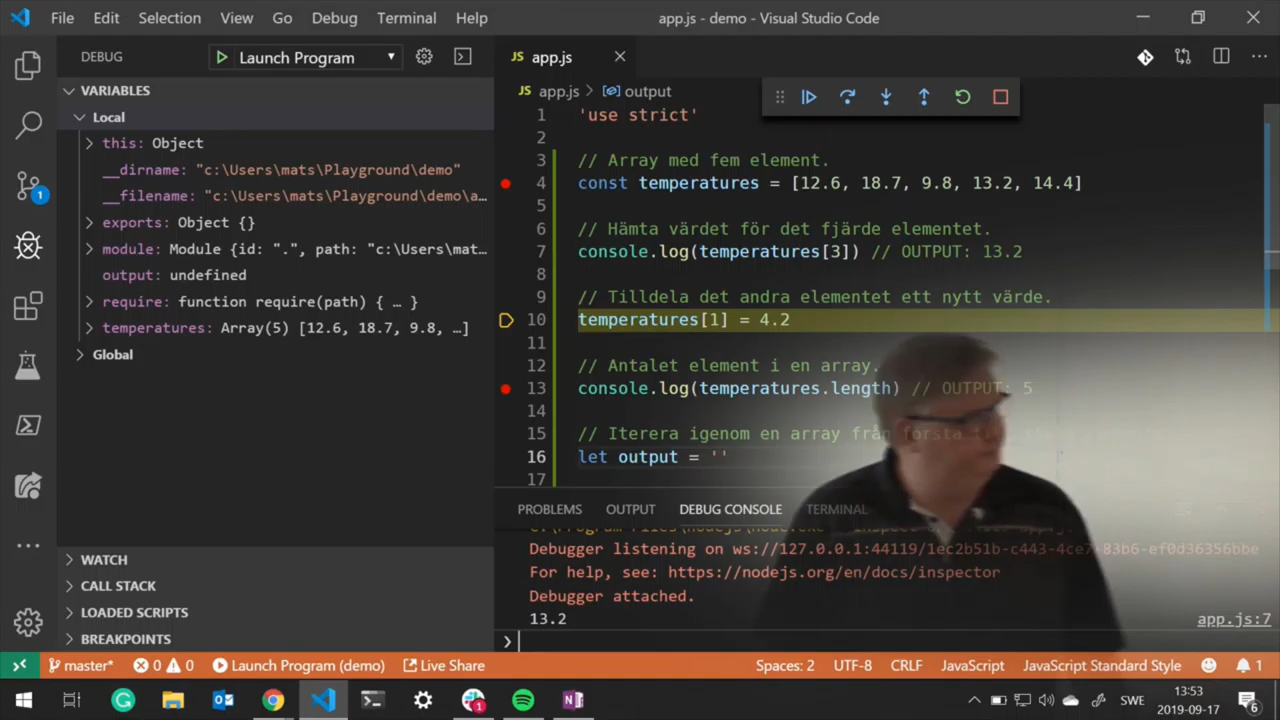 File Edit Selection View Go Debug Terminal Help
app.js - demo - Visual Studio Code
DEBUG
Launch Program
VARIABLES
Local
this: Object
__dirname: "c:\Users\mats\Playground\demo"
__filename: "c:\Users\mats\Playground\demo\a…
exports: Object {}
module: Module {id: ".", path: "c:\Users\mat…
output: undefined
require: function require(path) { … }
temperatures: Array(5) [12.6, 18.7, 9.8, …]
Global
WATCH
CALL STACK
LOADED SCRIPTS
BREAKPOINTS
JS app.js
JS app.js > output
1 'use strict'
2
3 // Array med fem element.
4 const temperatures = [12.6, 18.7, 9.8, 13.2, 14.4]
5
6 // Hämta värdet för det fjärde elementet.
7 console.log(temperatures[3]) // OUTPUT: 13.2
8
9 // Tilldela det andra elementet ett nytt värde.
10 temperatures[1] = 4.2
11
12 // Antalet element i en array.
13 console.log(temperatures.length) // OUTPUT: 5
14
15 // Iterera igenom en array från första
16 let output = ''
17
PROBLEMS OUTPUT DEBUG CONSOLE TERMINAL
Debugger listening on ws://127.0.0.1:44119/1ec2b51b-c443-4ce7-83b6-ef0d36356bbe
For help, see: https://nodejs.org/en/docs/inspector
Debugger attached.
13.2 app.js:7
master* 0 0 Launch Program (demo) Live Share Spaces: 2 UTF-8 CRLF JavaScript JavaScript Standard Style 1
SWE
13:53
2019-09-17
6